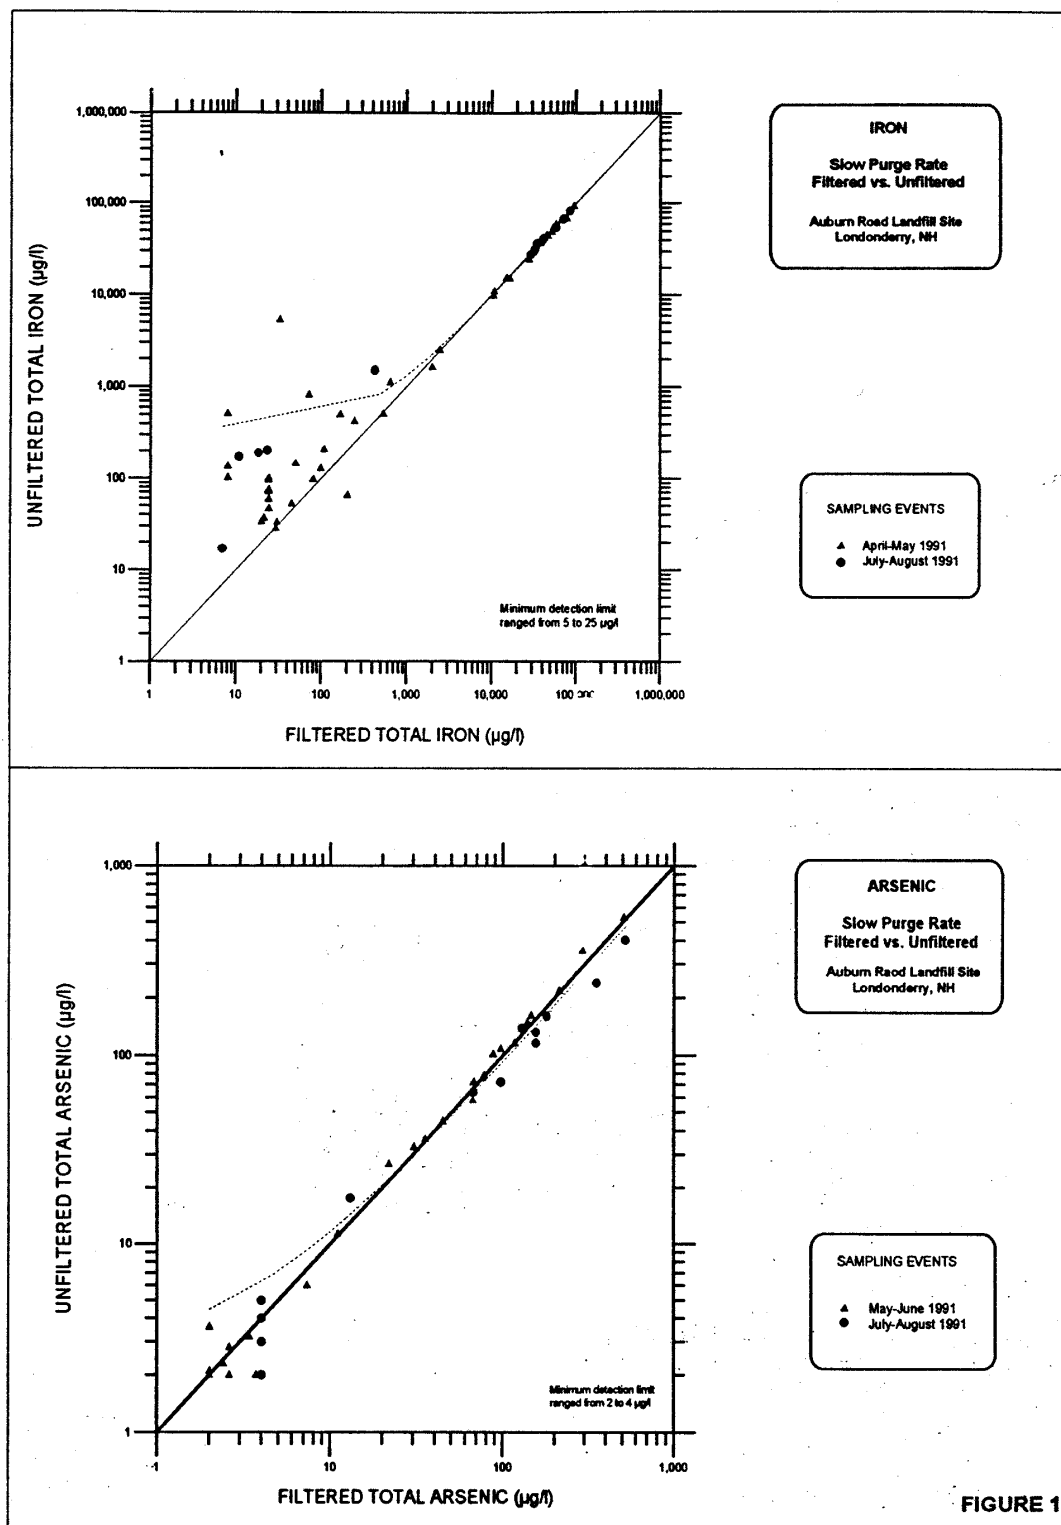 1,000,000
100,000
10,000
1,000
100
10
1
UNFILTERED TOTAL IRON (µg/l)
Minimum detection limit
ranged from 5 to 25 µg/l
1 10 100 1,000 10,000 100 1,000,000
FILTERED TOTAL IRON (µg/l)
IRON
Slow Purge Rate
Filtered vs. Unfiltered
Auburn Road Landfill Site
Londonderry, NH
SAMPLING EVENTS
April-May 1991
July-August 1991
1,000
100
10
1
UNFILTERED TOTAL ARSENIC (µg/l)
Minimum detection limit
ranged from 2 to 4 µg/l
1 10 100 1,000
FILTERED TOTAL ARSENIC (µg/l)
ARSENIC
Slow Purge Rate
Filtered vs. Unfiltered
Auburn Raod Landfill Site
Londonderry, NH
SAMPLING EVENTS
May-June 1991
July-August 1991
FIGURE 1